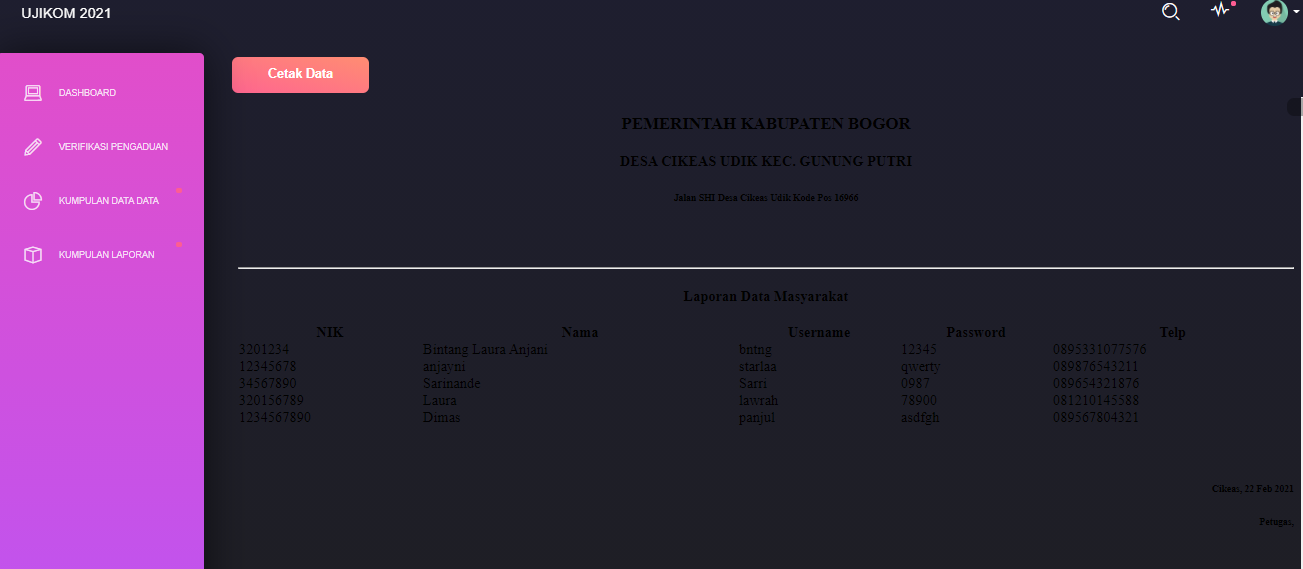 UJIKOM 2021
Cetak Data
DASHBOARD
VERIFIKASI PENGADUAN
KUMPULAN DATA DATA
KUMPULAN LAPORAN
PEMERINTAH KABUPATEN BOGOR
DESA CIKEAS UDIK KEC. GUNUNG PUTRI
Jalan SHI Desa Cikeas Udik Kode Pos 16966
Laporan Data Masyarakat
NIK Nama Username Password Telp
3201234 Bintang Laura Anjani bntng 12345 0895331077576
12345678 anjayni starlaa qwerty 089876543211
34567890 Sarinande Sarri 0987 089654321876
320156789 Laura lawrah 78900 081210145588
1234567890 Dimas panjul asdfgh 089567804321
Cikeas, 22 Feb 2021
Petugas,